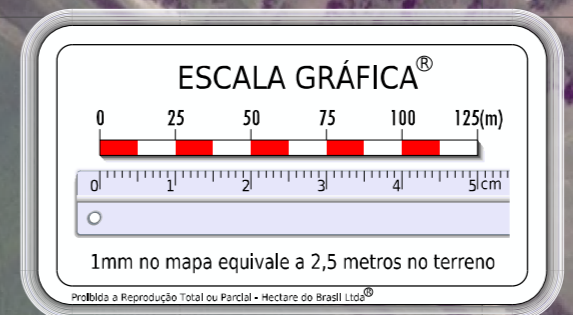 ESCALA GRÁFICA®
0 25 50 75 100 125(m)
0 1 2 3 4 5 cm
1mm no mapa equivale a 2,5 metros no terreno
Proibida a Reprodução Total ou Parcial - Hectare do Brasil Ltda®